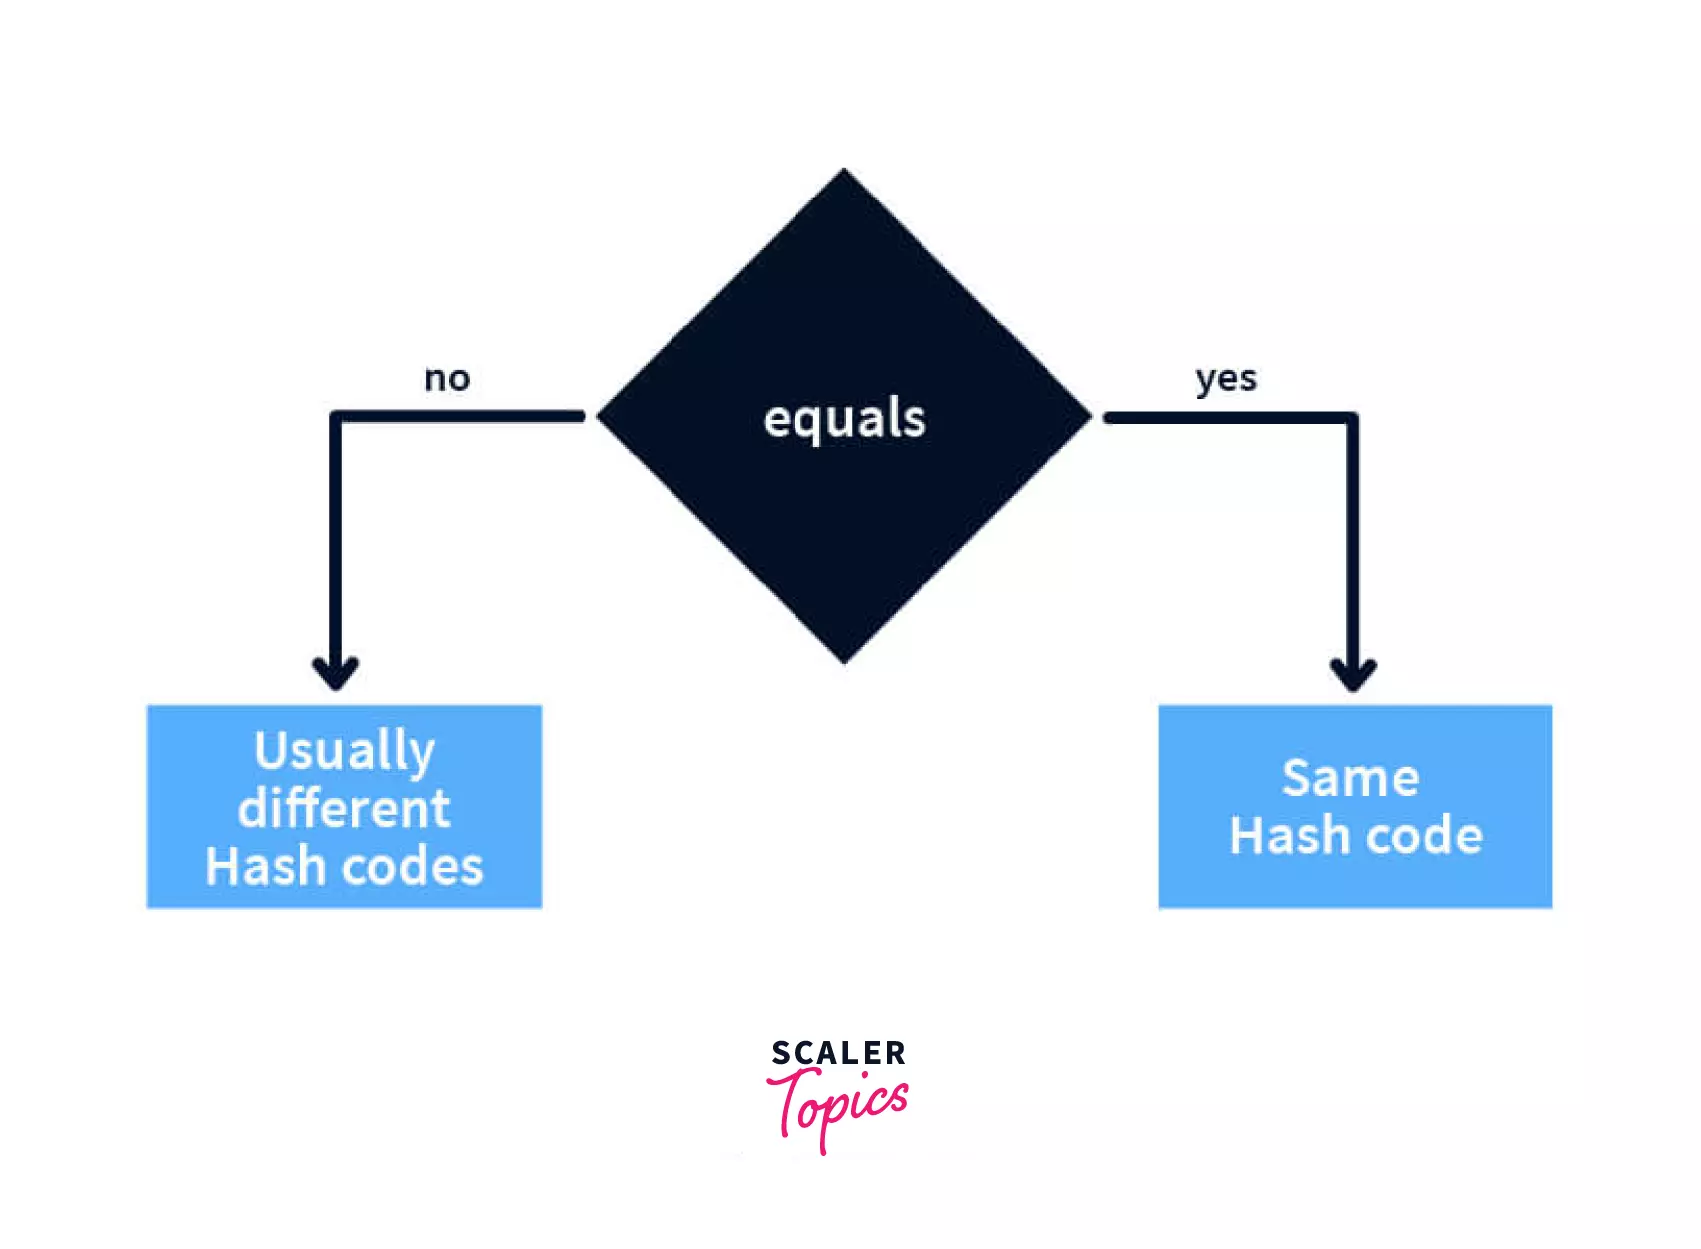 no
equals
yes
Usually
different
Hash codes
Same
Hash code
SCALER
Topics